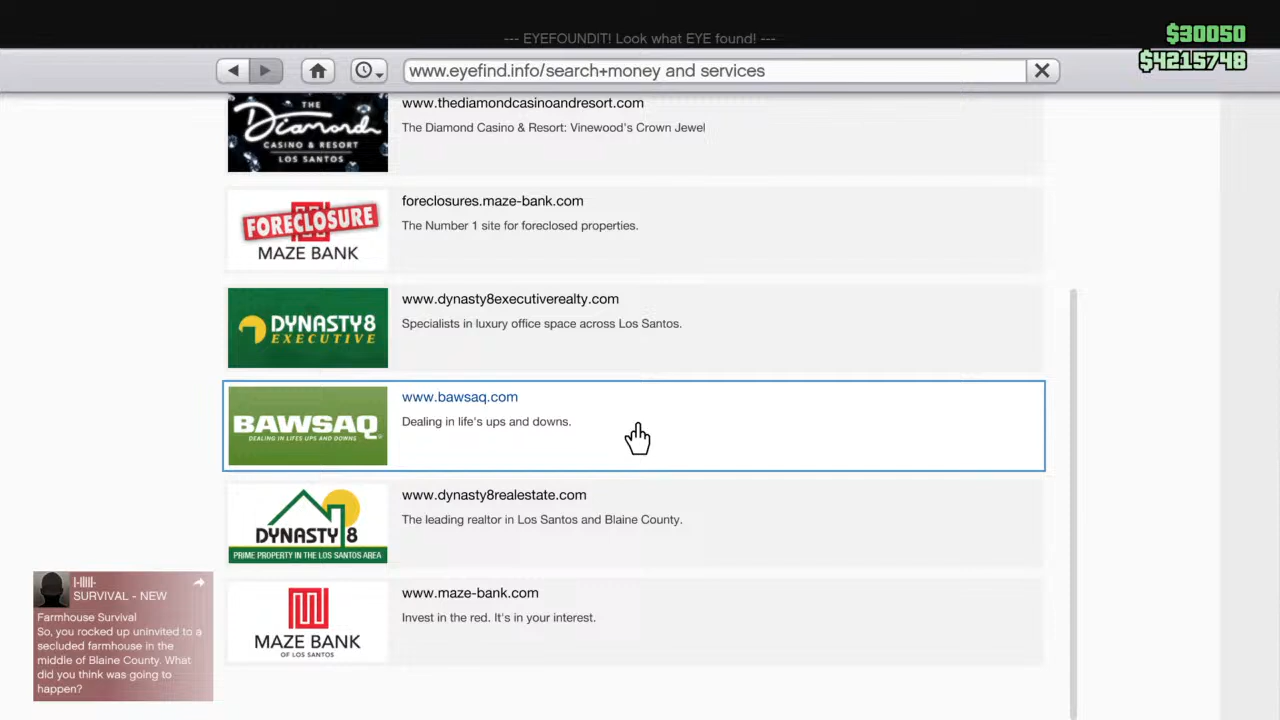 --- EYEFOUNDIT! Look what EYE found! ---
$30050
$4215748
www.eyefind.info/search+money and services
THE
Diamond
CASINO & RESORT
LOS SANTOS
www.thediamondcasinoandresort.com
The Diamond Casino & Resort: Vinewood's Crown Jewel
FORECLOSURE
MAZE BANK
foreclosures.maze-bank.com
The Number 1 site for foreclosed properties.
DYNASTY8
EXECUTIVE
www.dynasty8executiverealty.com
Specialists in luxury office space across Los Santos.
BAWSAQ
DEALING IN LIFES UPS AND DOWNS
www.bawsaq.com
Dealing in life's ups and downs.
DYNASTY 8
PRIME PROPERTY IN THE LOS SANTOS AREA
www.dynasty8realestate.com
The leading realtor in Los Santos and Blaine County.
MAZE BANK
OF LOS SANTOS
www.maze-bank.com
Invest in the red. It's in your interest.
SURVIVAL - NEW
Farmhouse Survival
So, you rocked up uninvited to a
secluded farmhouse in the
middle of Blaine County. What
did you think was going to
happen?